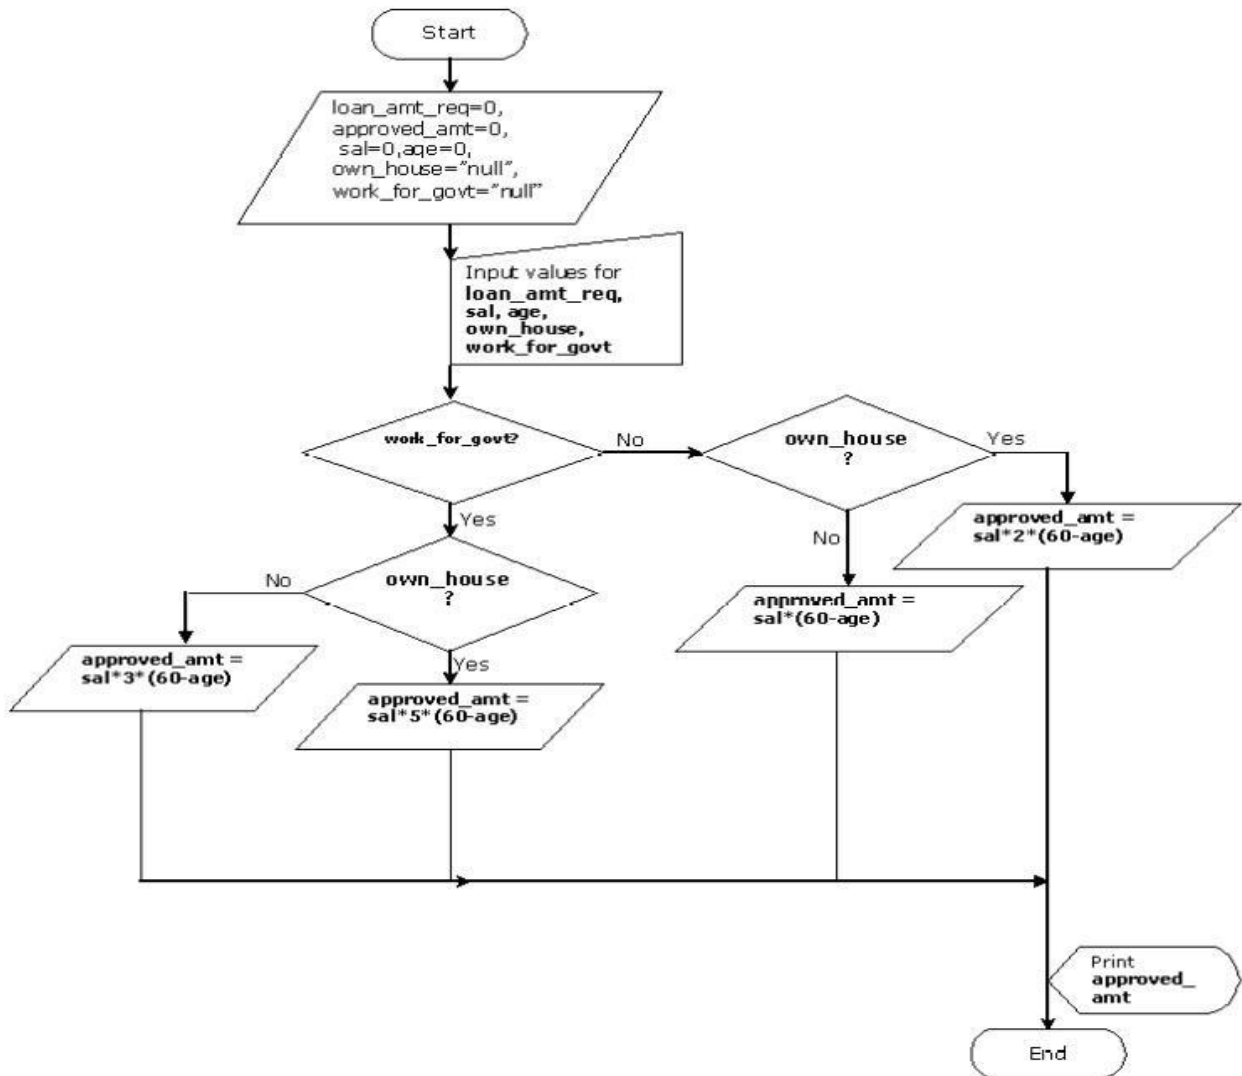 Start
loan_amt_req=0,
approved_amt=0,
sal=0,age=0,
own_house="null",
work_for_govt="null"
Input values for
loan_amt_req,
sal, age,
own_house,
work_for_govt
work_for_govt?
No
own_house
?
Yes
approved_amt =
sal*2*(60-age)
Yes
No
own_house
?
No
approved_amt =
sal*(60-age)
approved_amt =
sal*3*(60-age)
Yes
approved_amt =
sal*5*(60-age)
Print
approved_
amt
End